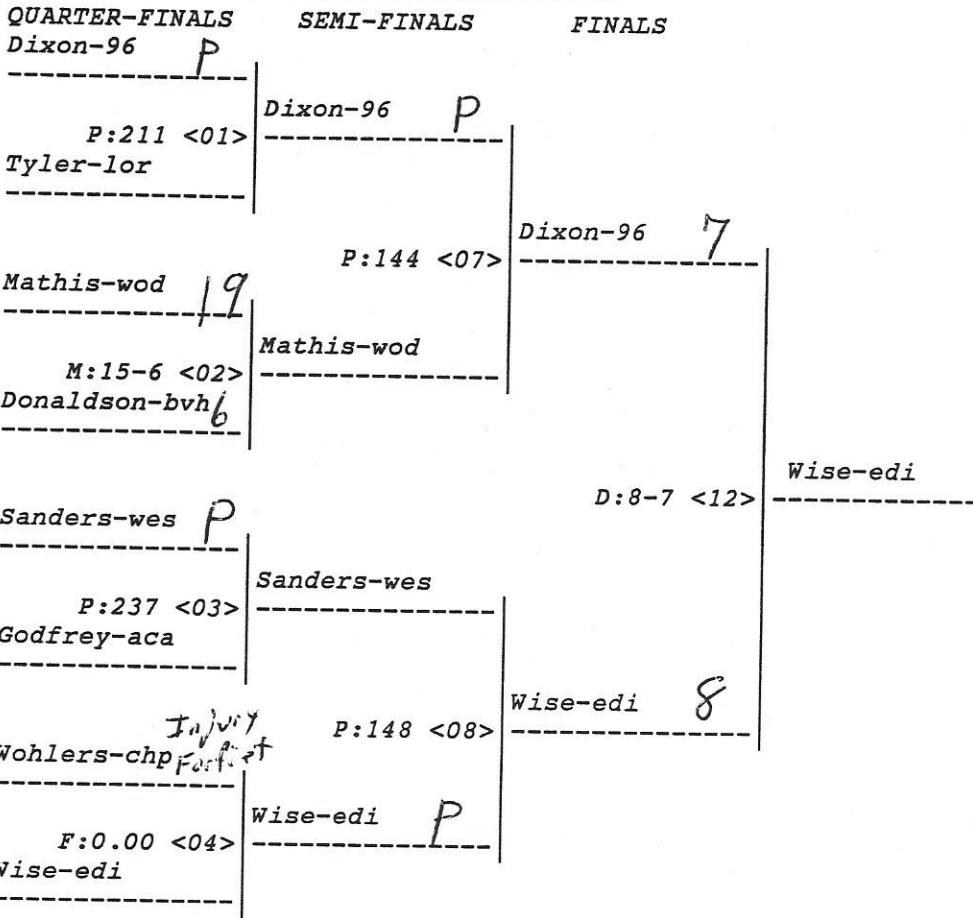 QUARTER-FINALS SEMI-FINALS FINALS
Dixon-96 P
Dixon-96 P
P:211 <01>
Tyler-lor
Dixon-96 7
P:144 <07>
Mathis-wod 19
Mathis-wod
M:15-6 <02>
Donaldson-bvh 6
Wise-edi
D:8-7 <12>
Sanders-wes P
Sanders-wes
P:237 <03>
Godfrey-aca
Wise-edi 8
Injury
P:148 <08>
Wohlers-chp Forfiet
Wise-edi P
F:0.00 <04>
Wise-edi